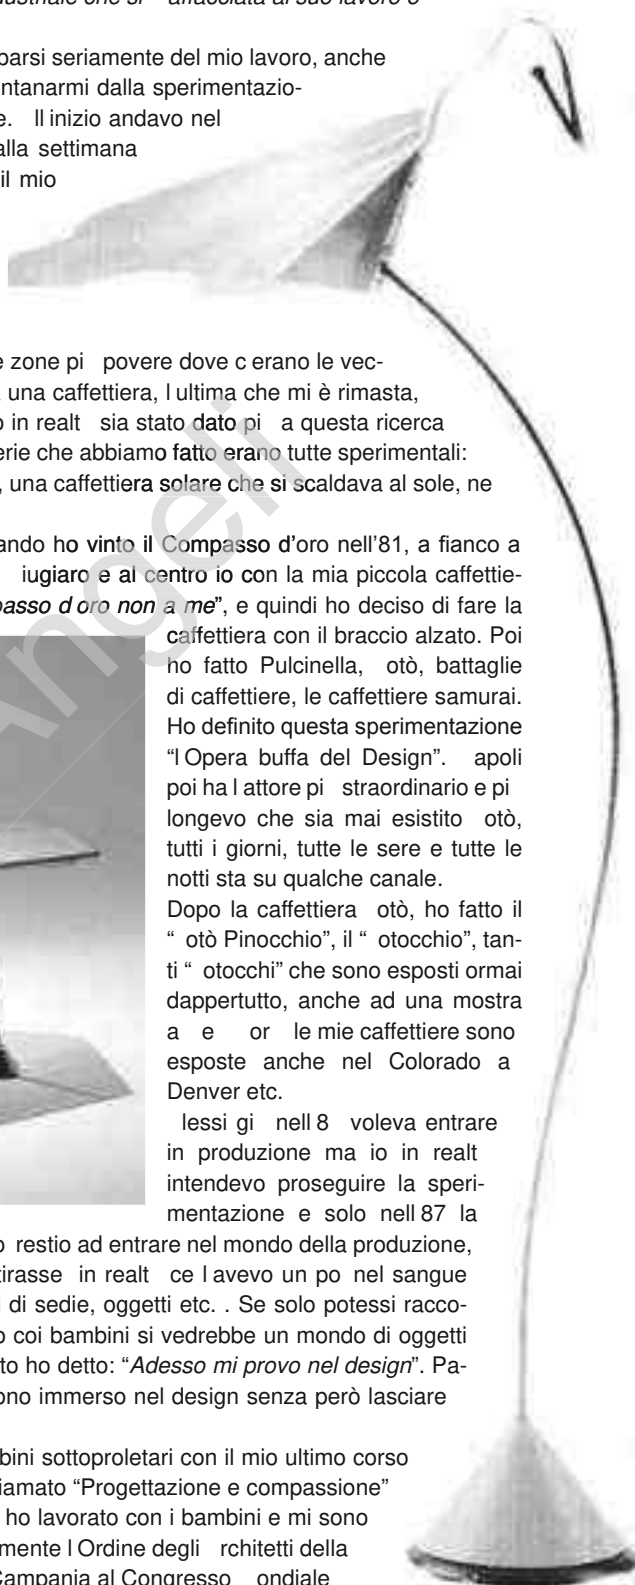 dustriale che si affacciata al suo lavoro e
parsi seriamente del mio lavoro, anche
ntanarmi dalla sperimentazio-
e. ll inizio andavo nel
alla settimana
il mio
e zone pi povere dove c erano le vec-
una caffettiera, l ultima che mi è rimasta,
o in realt sia stato dato pi a questa ricerca
erie che abbiamo fatto erano tutte sperimentali:
, una caffettiera solare che si scaldava al sole, ne
ando ho vinto il Compasso d'oro nell'81, a fianco a
iugiaro e al centro io con la mia piccola caffettie-
passo d oro non a me", e quindi ho deciso di fare la
caffettiera con il braccio alzato. Poi
ho fatto Pulcinella, otò, battaglie
di caffettiere, le caffettiere samurai.
Ho definito questa sperimentazione
"l Opera buffa del Design". apoli
poi ha l attore pi straordinario e pi
longevo che sia mai esistito otò,
tutti i giorni, tutte le sere e tutte le
notti sta su qualche canale.
Dopo la caffettiera otò, ho fatto il
" otò Pinocchio", il " otocchio", tan-
ti " otocchi" che sono esposti ormai
dappertutto, anche ad una mostra
a e or le mie caffettiere sono
esposte anche nel Colorado a
Denver etc.
lessi gi nell 8 voleva entrare
in produzione ma io in realt
intendevo proseguire la speri-
mentazione e solo nell 87 la
o restio ad entrare nel mondo della produzione,
tirasse in realt ce l avevo un po nel sangue
i di sedie, oggetti etc. . Se solo potessi racco-
o coi bambini si vedrebbe un mondo di oggetti
to ho detto: "Adesso mi provo nel design". Pa-
ono immerso nel design senza però lasciare
bini sottoproletari con il mio ultimo corso
iamato "Progettazione e compassione"
ho lavorato con i bambini e mi sono
mente l Ordine degli rchitetti della
Campania al Congresso ondiale
Angeli